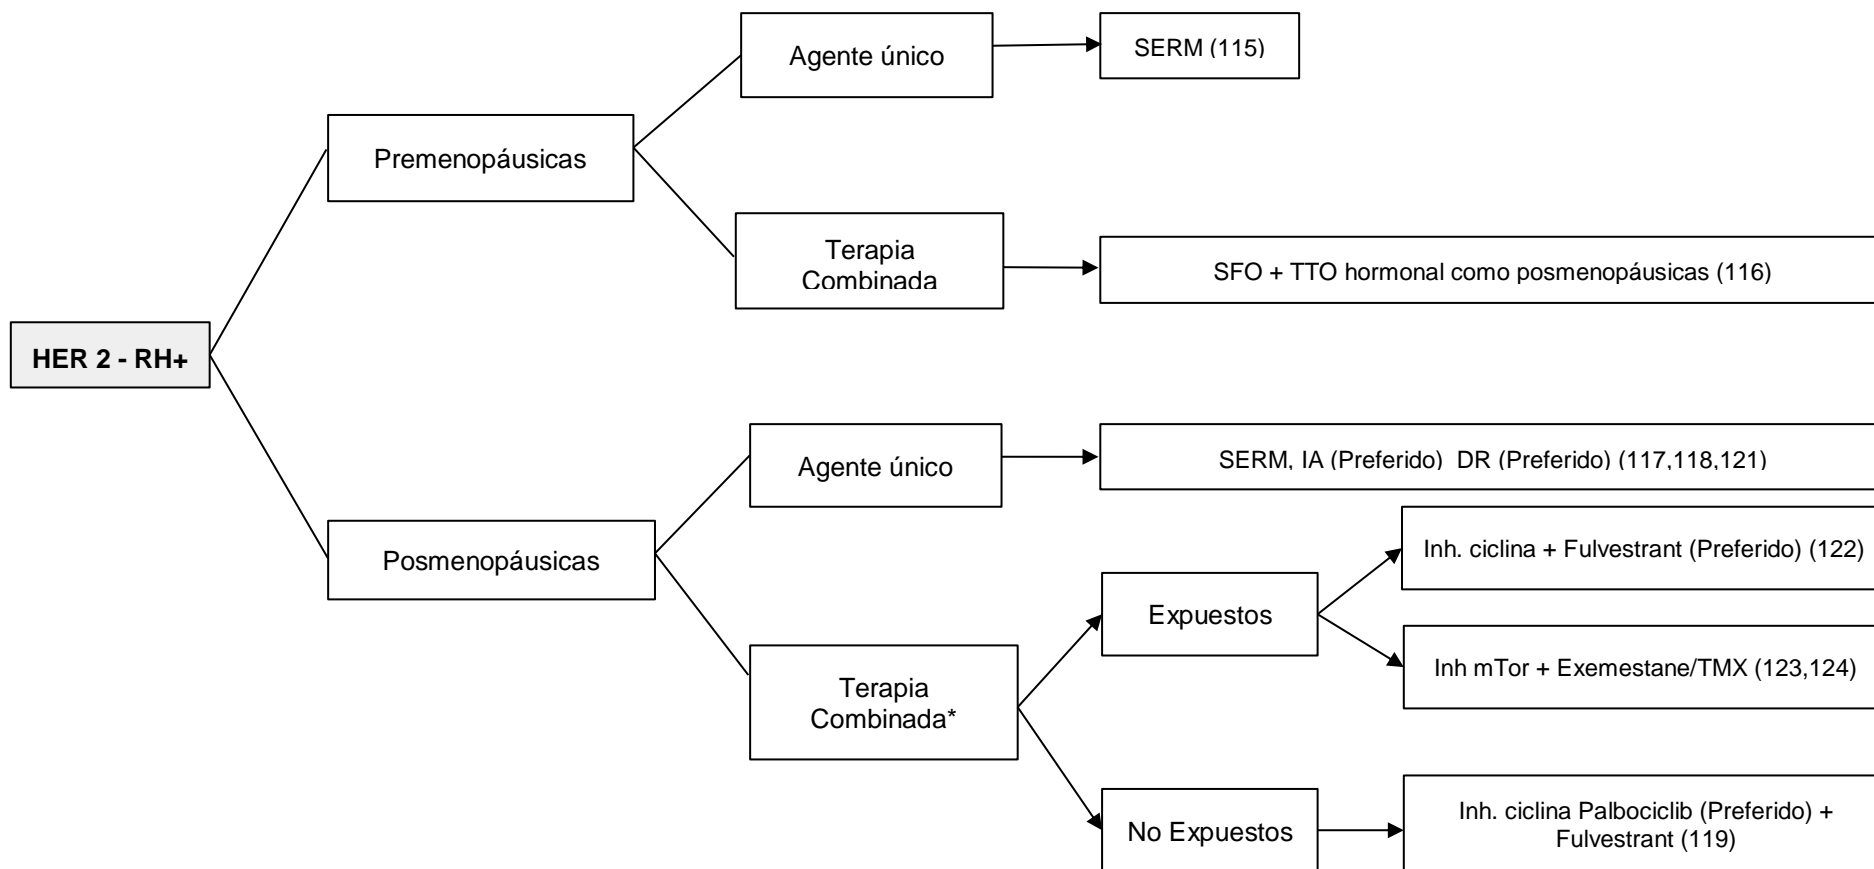 Agente único
SERM (115)
Premenopáusicas
Terapia
Combinada
SFO + TTO hormonal como posmenopáusicas (116)
HER 2 - RH+
Agente único
SERM, IA (Preferido) DR (Preferido) (117,118,121)
Posmenopáusicas
Inh. ciclina + Fulvestrant (Preferido) (122)
Expuestos
Inh mTor + Exemestane/TMX (123,124)
Terapia
Combinada*
No Expuestos
Inh. ciclina Palbociclib (Preferido) +
Fulvestrant (119)